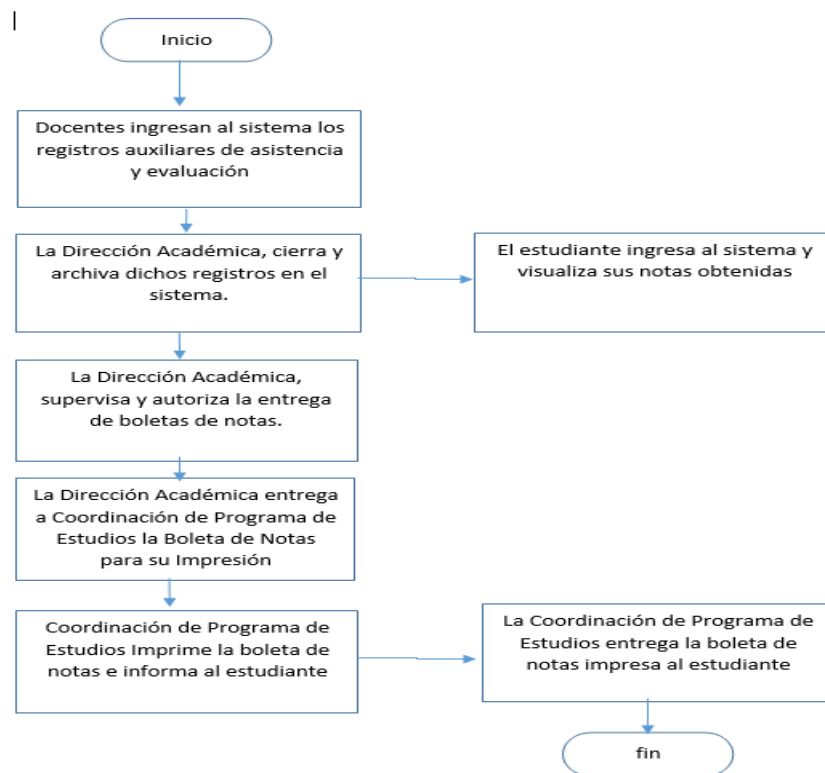 Inicio
Docentes ingresan al sistema los
registros auxiliares de asistencia
y evaluación
La Dirección Académica, cierra y
archiva dichos registros en el
sistema.
El estudiante ingresa al sistema y
visualiza sus notas obtenidas
La Dirección Académica,
supervisa y autoriza la entrega
de boletas de notas.
La Dirección Académica entrega
a Coordinación de Programa de
Estudios la Boleta de Notas
para su Impresión
Coordinación de Programa de
Estudios Imprime la boleta de
notas e informa al estudiante
La Coordinación de Programa de
Estudios entrega la boleta de
notas impresa al estudiante
fin